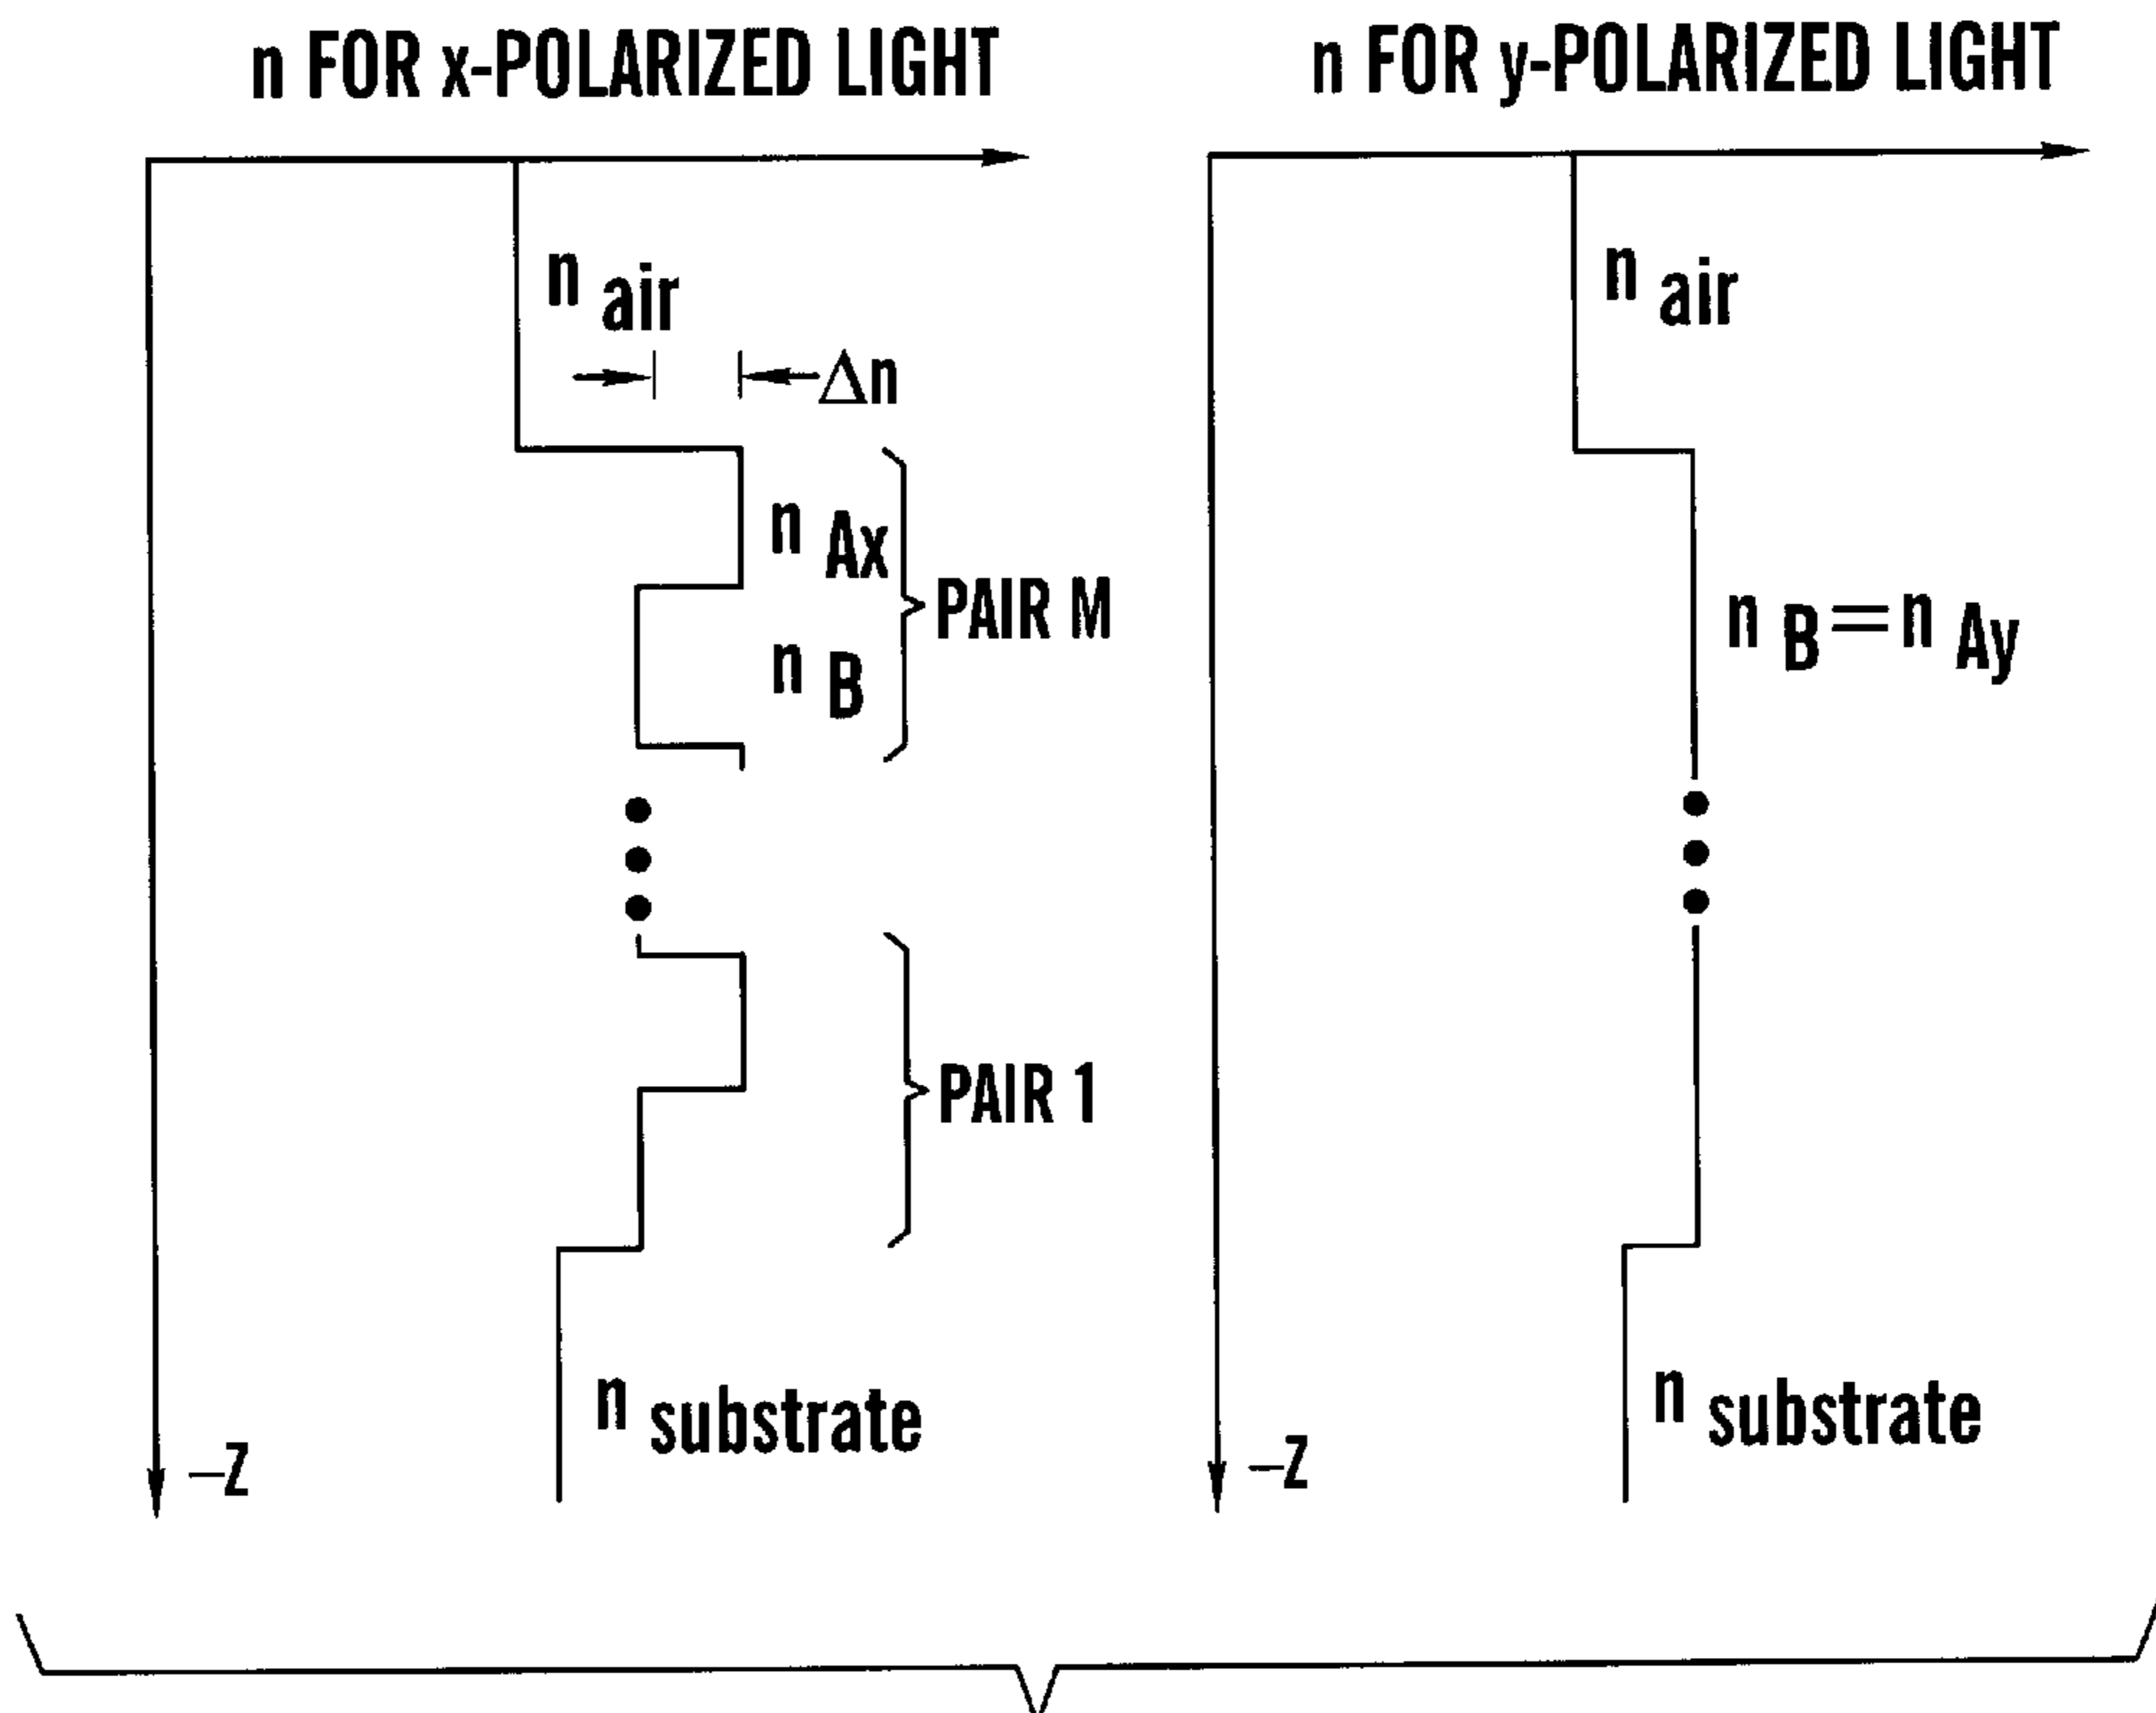 n FOR x-POLARIZED LIGHT
n air
Δn
n Ax
n B
PAIR M
PAIR 1
n substrate
–Z
n FOR y-POLARIZED LIGHT
n air
n B = n Ay
n substrate
–Z